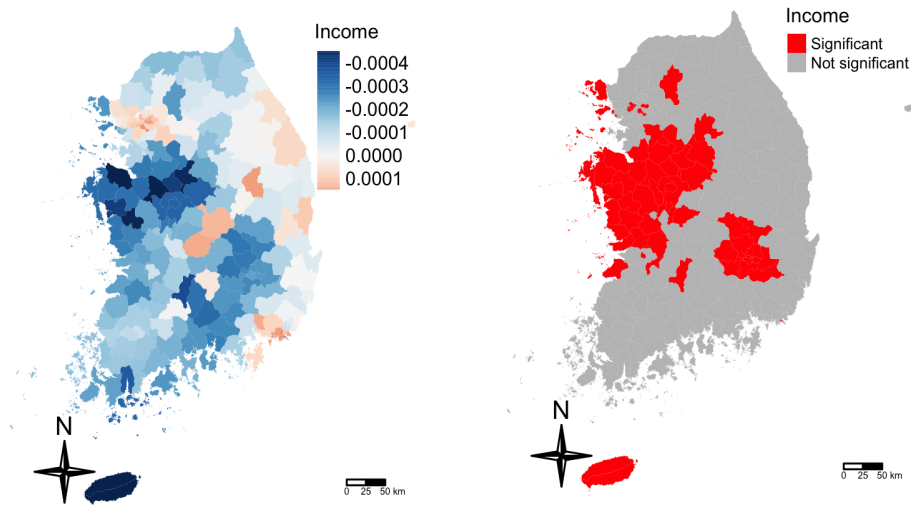 Income
-0.0004
-0.0003
-0.0002
-0.0001
0.0000
0.0001
N
0 25 50 km
Income
Significant
Not significant
N
0 25 50 km